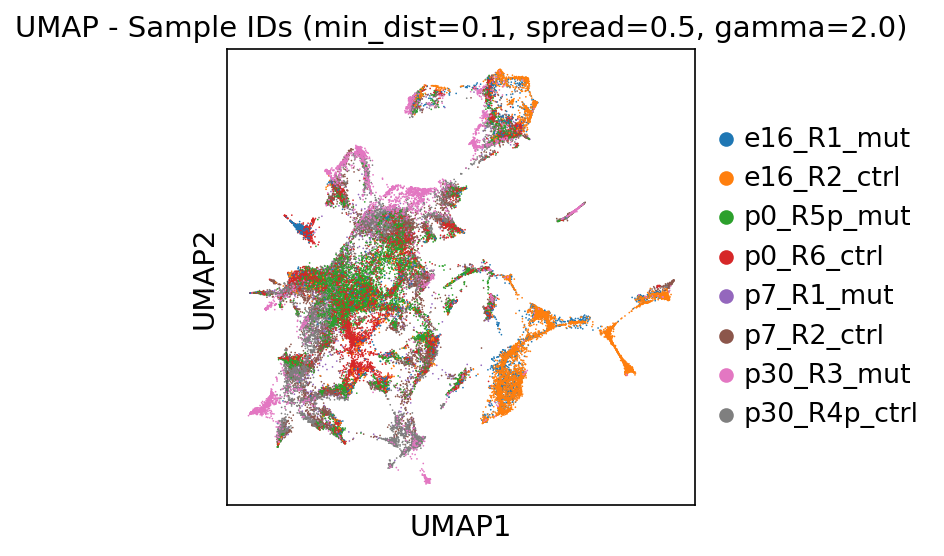 UMAP - Sample IDs (min_dist=0.1, spread=0.5, gamma=2.0)
UMAP2
UMAP1
e16_R1_mut
e16_R2_ctrl
p0_R5p_mut
p0_R6_ctrl
p7_R1_mut
p7_R2_ctrl
p30_R3_mut
p30_R4p_ctrl